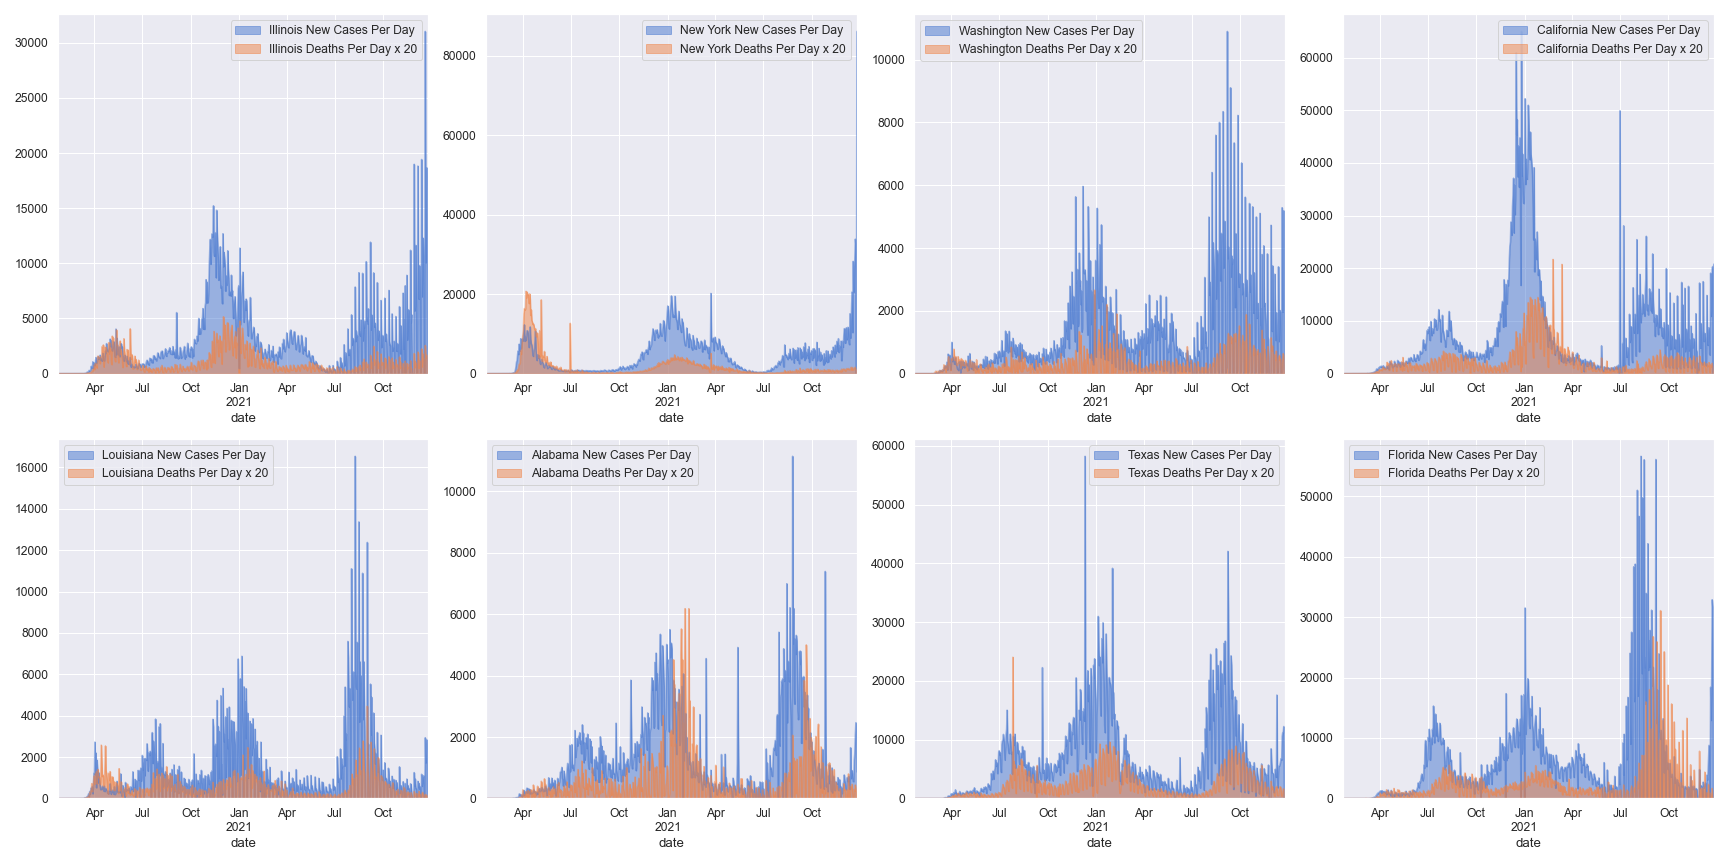 Illinois New Cases Per Day
Illinois Deaths Per Day x 20
30000
25000
20000
15000
10000
5000
0
Apr Jul Oct Jan Apr Jul Oct
2021
date
New York New Cases Per Day
New York Deaths Per Day x 20
80000
60000
40000
20000
0
Apr Jul Oct Jan Apr Jul Oct
2021
date
Washington New Cases Per Day
Washington Deaths Per Day x 20
10000
8000
6000
4000
2000
0
Apr Jul Oct Jan Apr Jul Oct
2021
date
California New Cases Per Day
California Deaths Per Day x 20
60000
50000
40000
30000
20000
10000
0
Apr Jul Oct Jan Apr Jul Oct
2021
date
Louisiana New Cases Per Day
Louisiana Deaths Per Day x 20
16000
14000
12000
10000
8000
6000
4000
2000
0
Apr Jul Oct Jan Apr Jul Oct
2021
date
Alabama New Cases Per Day
Alabama Deaths Per Day x 20
10000
8000
6000
4000
2000
0
Apr Jul Oct Jan Apr Jul Oct
2021
date
Texas New Cases Per Day
Texas Deaths Per Day x 20
60000
50000
40000
30000
20000
10000
0
Apr Jul Oct Jan Apr Jul Oct
2021
date
Florida New Cases Per Day
Florida Deaths Per Day x 20
50000
40000
30000
20000
10000
0
Apr Jul Oct Jan Apr Jul Oct
2021
date